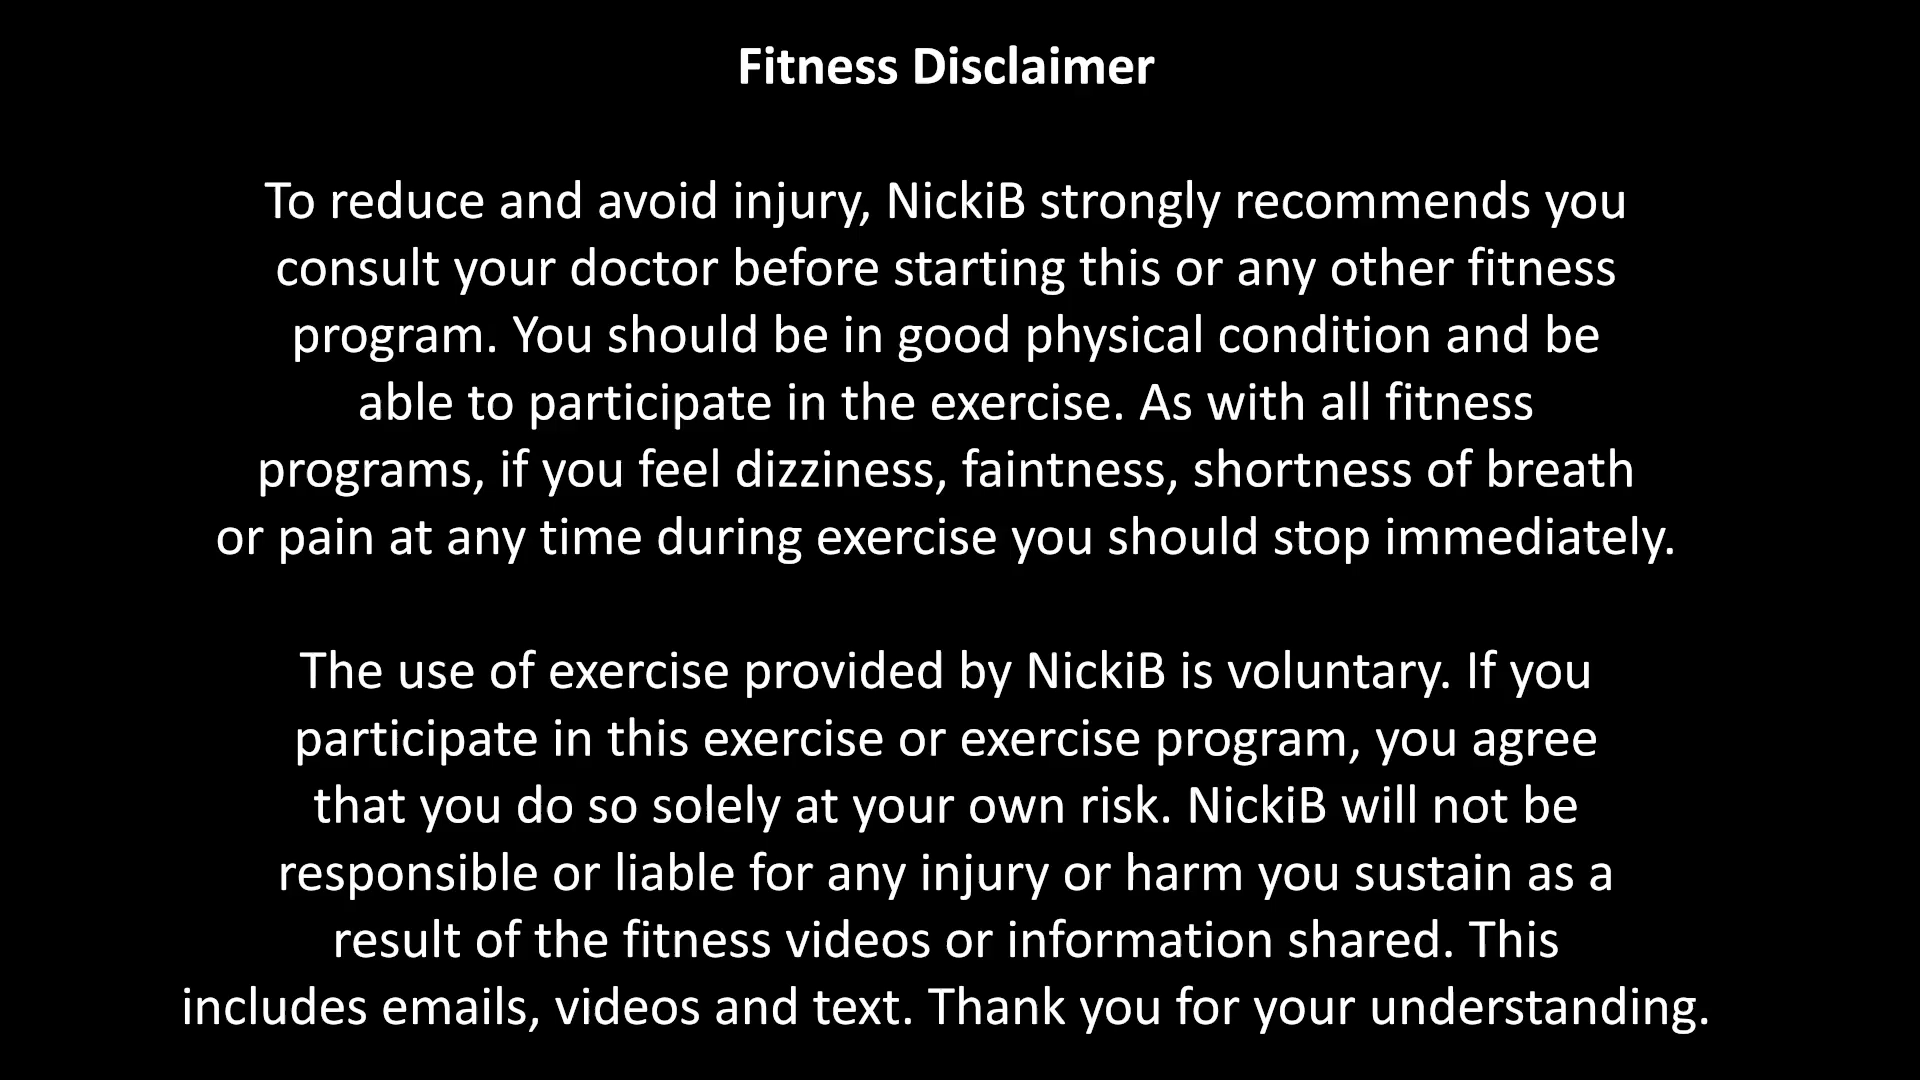 Fitness Disclaimer
To reduce and avoid injury, NickiB strongly recommends you
consult your doctor before starting this or any other fitness
program. You should be in good physical condition and be
able to participate in the exercise. As with all fitness
programs, if you feel dizziness, faintness, shortness of breath
or pain at any time during exercise you should stop immediately.
The use of exercise provided by NickiB is voluntary. If you
participate in this exercise or exercise program, you agree
that you do so solely at your own risk. NickiB will not be
responsible or liable for any injury or harm you sustain as a
result of the fitness videos or information shared. This
includes emails, videos and text. Thank you for your understanding.